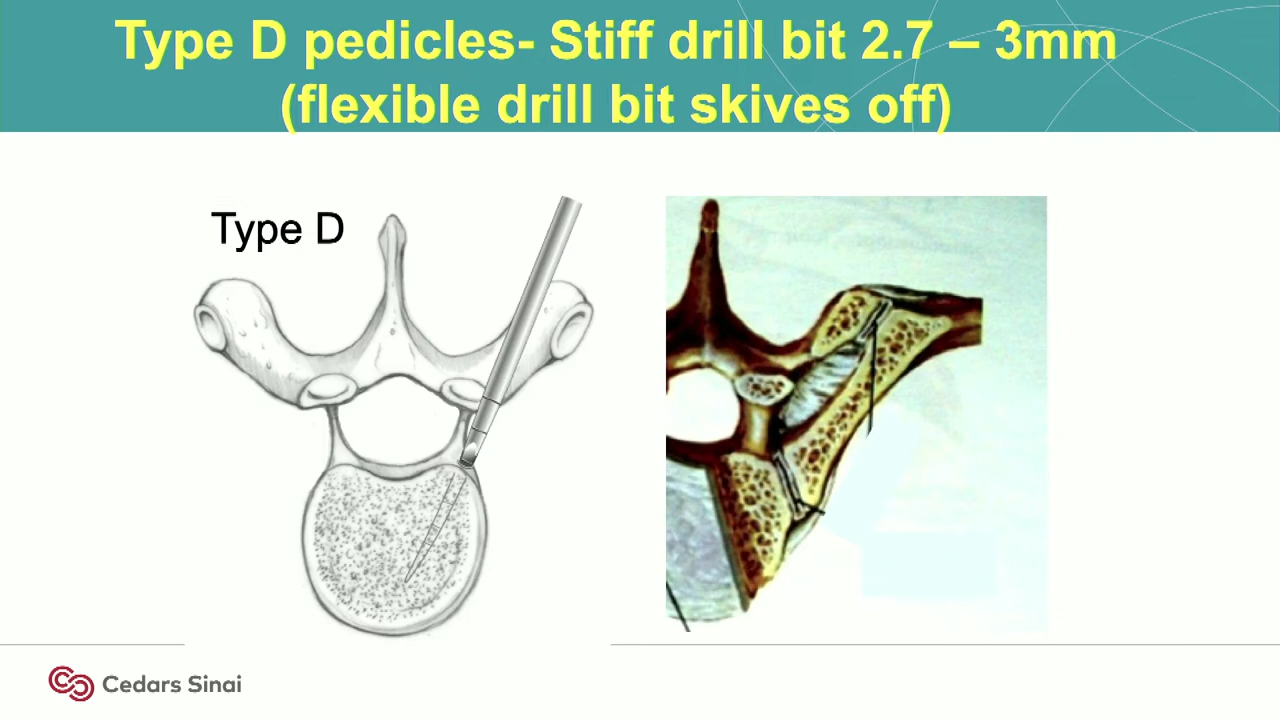 Type D pedicles- Stiff drill bit 2.7 – 3mm
(flexible drill bit skives off)
Type D
Cedars Sinai